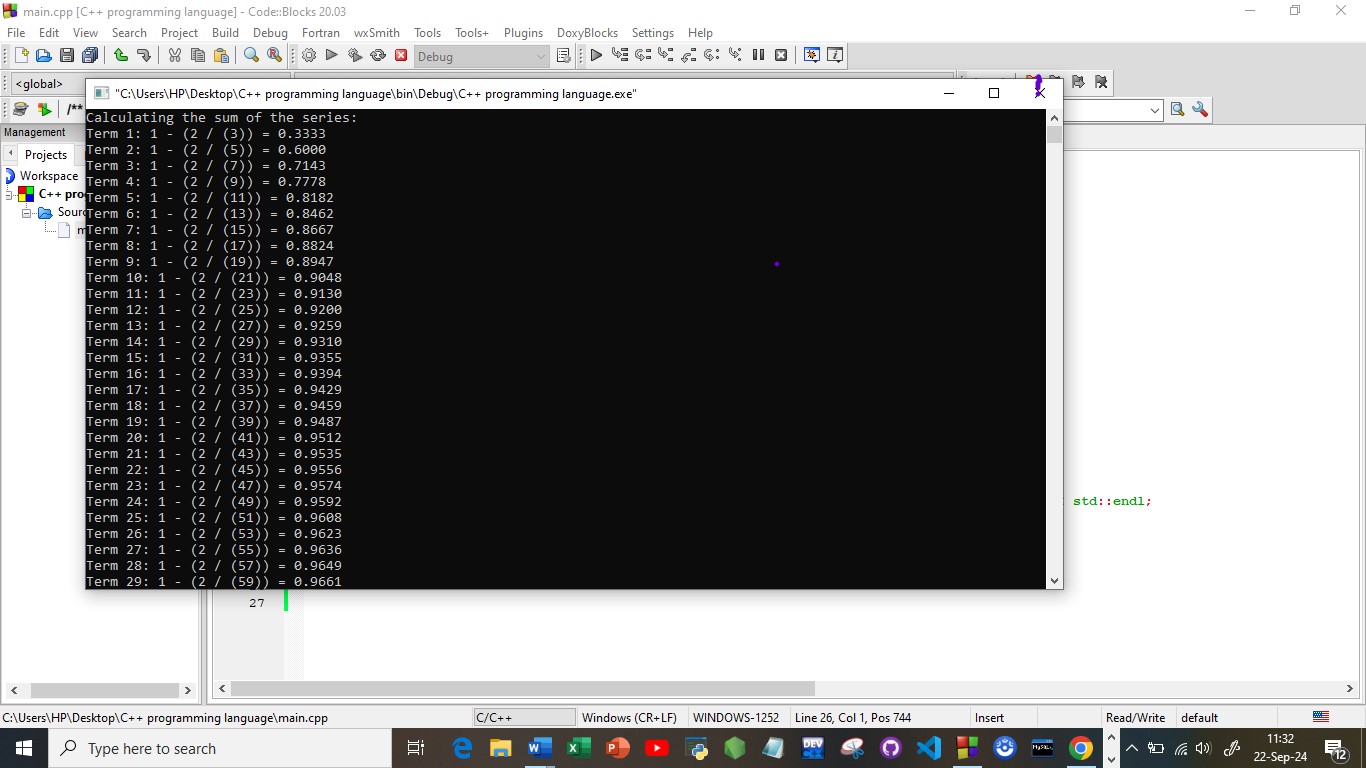 main.cpp [C++ programming language] - Code::Blocks 20.03
File Edit View Search Project Build Debug Fortran wxSmith Tools Tools+ Plugins DoxyBlocks Settings Help
Debug
<global>
/**
"C:\Users\HP\Desktop\C++ programming language\bin\Debug\C++ programming language.exe"
Management
Projects
Workspace
C++ pro
Sourc
m
Calculating the sum of the series:
Term 1: 1 - (2 / (3)) = 0.3333
Term 2: 1 - (2 / (5)) = 0.6000
Term 3: 1 - (2 / (7)) = 0.7143
Term 4: 1 - (2 / (9)) = 0.7778
Term 5: 1 - (2 / (11)) = 0.8182
Term 6: 1 - (2 / (13)) = 0.8462
Term 7: 1 - (2 / (15)) = 0.8667
Term 8: 1 - (2 / (17)) = 0.8824
Term 9: 1 - (2 / (19)) = 0.8947
Term 10: 1 - (2 / (21)) = 0.9048
Term 11: 1 - (2 / (23)) = 0.9130
Term 12: 1 - (2 / (25)) = 0.9200
Term 13: 1 - (2 / (27)) = 0.9259
Term 14: 1 - (2 / (29)) = 0.9310
Term 15: 1 - (2 / (31)) = 0.9355
Term 16: 1 - (2 / (33)) = 0.9394
Term 17: 1 - (2 / (35)) = 0.9429
Term 18: 1 - (2 / (37)) = 0.9459
Term 19: 1 - (2 / (39)) = 0.9487
Term 20: 1 - (2 / (41)) = 0.9512
Term 21: 1 - (2 / (43)) = 0.9535
Term 22: 1 - (2 / (45)) = 0.9556
Term 23: 1 - (2 / (47)) = 0.9574
Term 24: 1 - (2 / (49)) = 0.9592
Term 25: 1 - (2 / (51)) = 0.9608
Term 26: 1 - (2 / (53)) = 0.9623
Term 27: 1 - (2 / (55)) = 0.9636
Term 28: 1 - (2 / (57)) = 0.9649
Term 29: 1 - (2 / (59)) = 0.9661
std::endl;
27
C:\Users\HP\Desktop\C++ programming language\main.cpp C/C++ Windows (CR+LF) WINDOWS-1252 Line 26, Col 1, Pos 744 Insert Read/Write default
Type here to search
DEV
MySQL
11:32
22-Sep-24
12